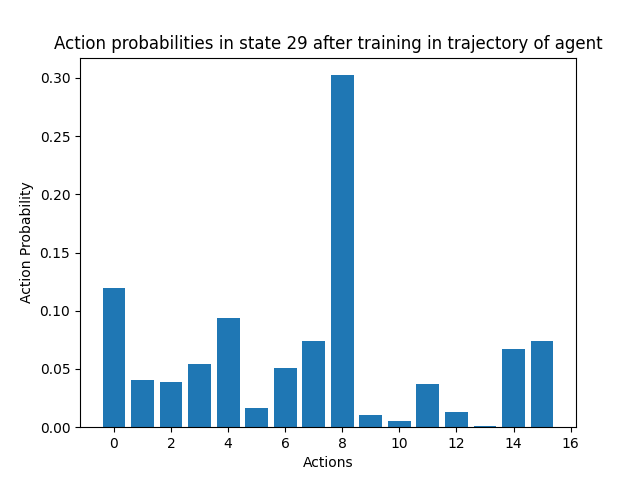 Action probabilities in state 29 after training in trajectory of agent
0.30
0.25
0.20
0.15
0.10
0.05
0.00
Action Probability
0 2 4 6 8 10 12 14 16
Actions